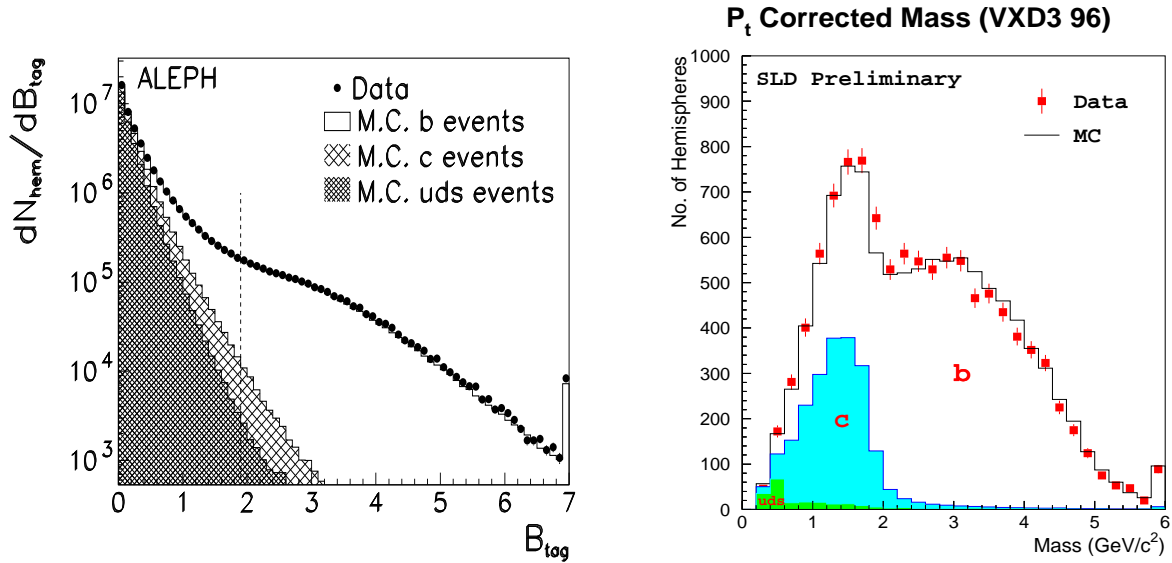 ALEPH
Data
M.C. b events
M.C. c events
M.C. uds events
dN_hem/dB_tag
10^7
10^6
10^5
10^4
10^3
0 1 2 3 4 5 6 7
B_tag
P_t Corrected Mass (VXD3 96)
SLD Preliminary
Data
MC
No. of Hemispheres
1000
900
800
700
600
500
400
300
200
100
0
b
c
uds
0 1 2 3 4 5 6
Mass (GeV/c²)